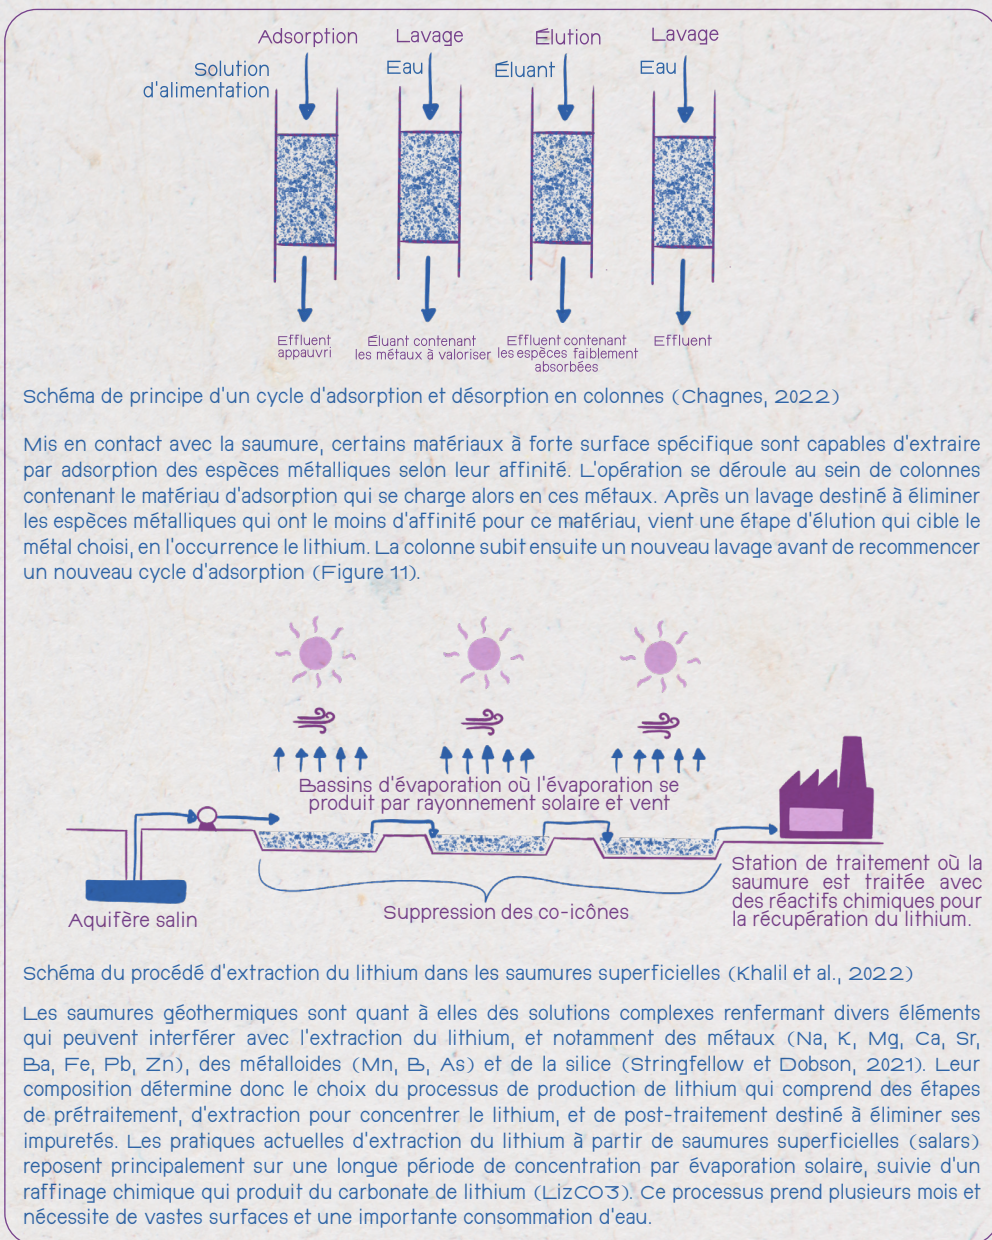 Adsorption
Lavage
Élution
Lavage
Solution
d'alimentation
Eau
Éluant
Eau
Effluent
appauvri
Éluant contenant
les métaux à valoriser
Effluent contenant
les espèces faiblement
absorbées
Effluent
Schéma de principe d'un cycle d'adsorption et désorption en colonnes (Chagnes, 2022)
Mis en contact avec la saumure, certains matériaux à forte surface spécifique sont capables d'extraire
par adsorption des espèces métalliques selon leur affinité. L'opération se déroule au sein de colonnes
contenant le matériau d'adsorption qui se charge alors en ces métaux. Après un lavage destiné à éliminer
les espèces métalliques qui ont le moins d'affinité pour ce matériau, vient une étape d'élution qui cible le
métal choisi, en l'occurrence le lithium. La colonne subit ensuite un nouveau lavage avant de recommencer
un nouveau cycle d'adsorption (Figure 11).
Bassins d'évaporation où l'évaporation se
produit par rayonnement solaire et vent
Aquifère salin
Suppression des co-icônes
Station de traitement où la
saumure est traitée avec
des réactifs chimiques pour
la récupération du lithium.
Schéma du procédé d'extraction du lithium dans les saumures superficielles (Khalil et al., 2022)
Les saumures géothermiques sont quant à elles des solutions complexes renfermant divers éléments
qui peuvent interférer avec l'extraction du lithium, et notamment des métaux (Na, K, Mg, Ca, Sr,
Ba, Fe, Pb, Zn), des métalloides (Mn, B, As) et de la silice (Stringfellow et Dobson, 2021). Leur
composition détermine donc le choix du processus de production de lithium qui comprend des étapes
de prétraitement, d'extraction pour concentrer le lithium, et de post-traitement destiné à éliminer ses
impuretés. Les pratiques actuelles d'extraction du lithium à partir de saumures superficielles (salars)
reposent principalement sur une longue période de concentration par évaporation solaire, suivie d'un
raffinage chimique qui produit du carbonate de lithium (LizCO3). Ce processus prend plusieurs mois et
nécessite de vastes surfaces et une importante consommation d'eau.